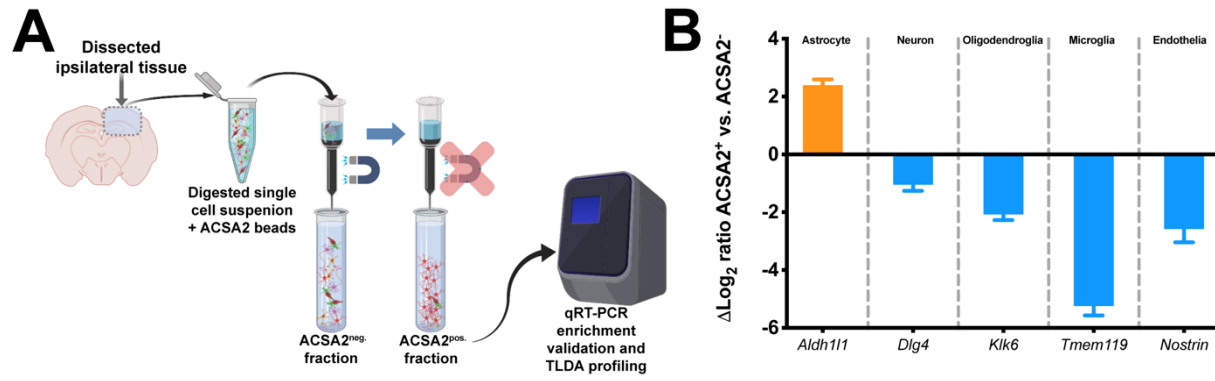 A
Dissected
ipsilateral tissue
Digested single
cell suspenion
+ ACSA2 beads
ACSA2neg.
fraction
ACSA2pos.
fraction
qRT-PCR
enrichment
validation and
TLDA profiling
B
Astrocyte
Neuron
Oligodendroglia
Microglia
Endothelia
ΔLog2 ratio ACSA2+ vs. ACSA2-
4
2
0
-2
-4
-6
Aldh1l1
Dlg4
Klk6
Tmem119
Nostrin